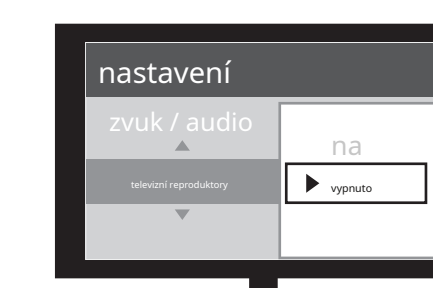 nastavení
zvuk / audio
na
televizní reproduktory
vypnuto